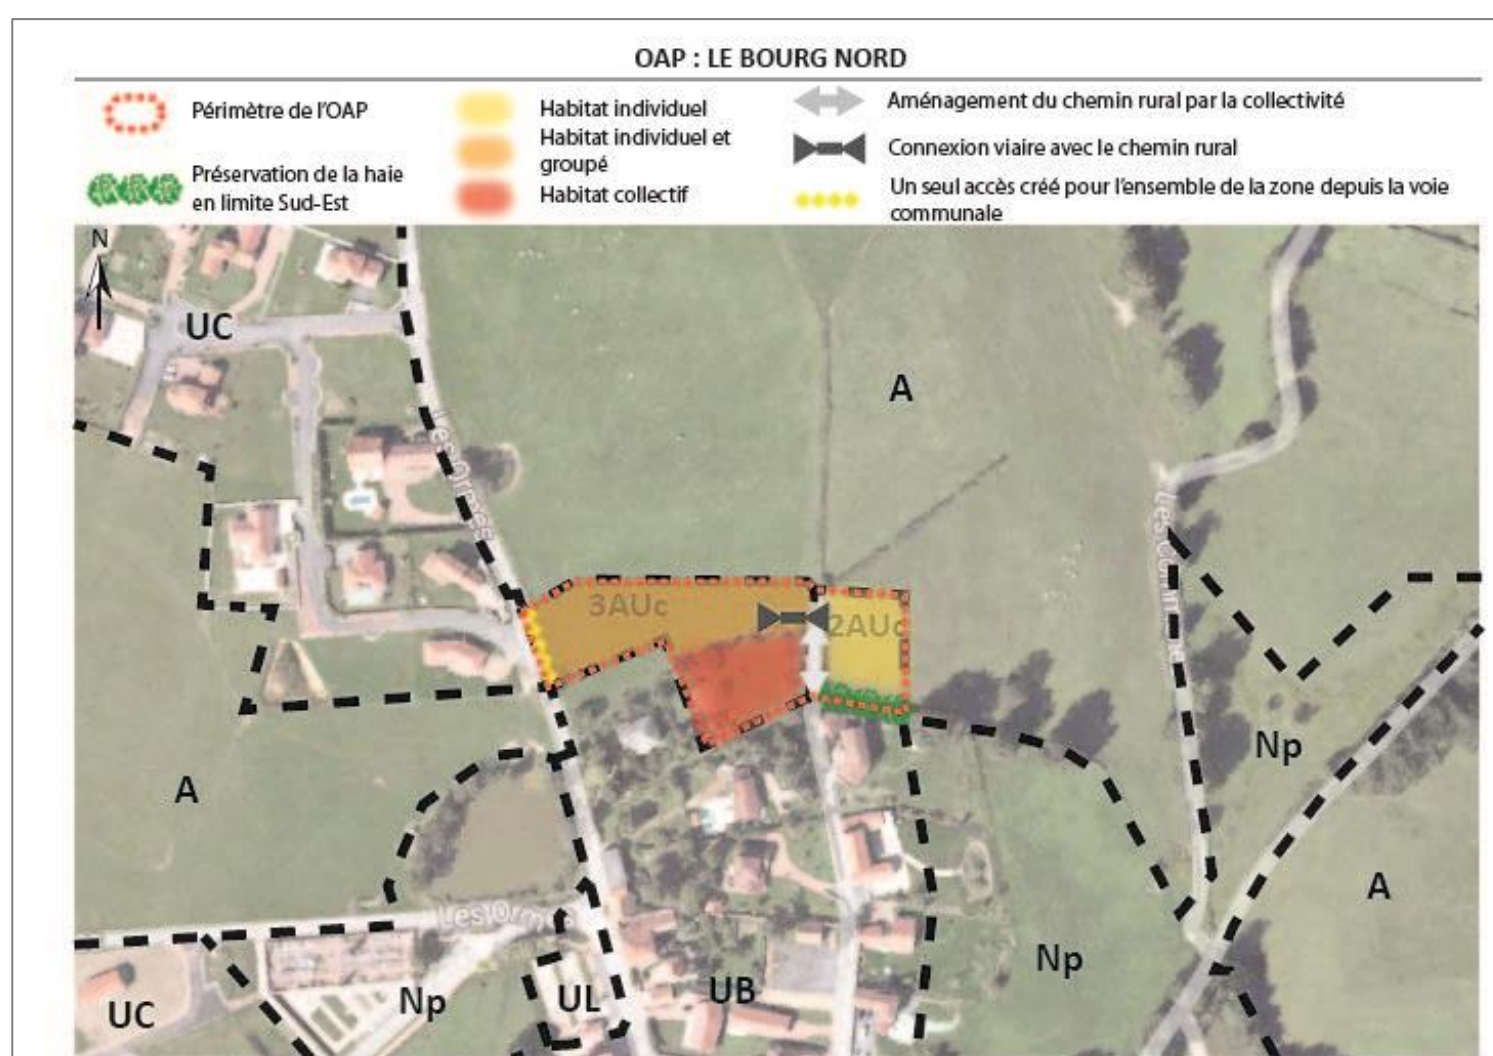 OAP : LE BOURG NORD
Périmètre de l'OAP
Préservation de la haie
en limite Sud-Est
Habitat individuel
Habitat individuel et
groupé
Habitat collectif
Aménagement du chemin rural par la collectivité
Connexion viaire avec le chemin rural
Un seul accès créé pour l'ensemble de la zone depuis la voie
communale
N
UC
A
Les Ormes
3AUc
2AUc
Np
A
A
Les Orm
Np
Np
UL
UB
UC